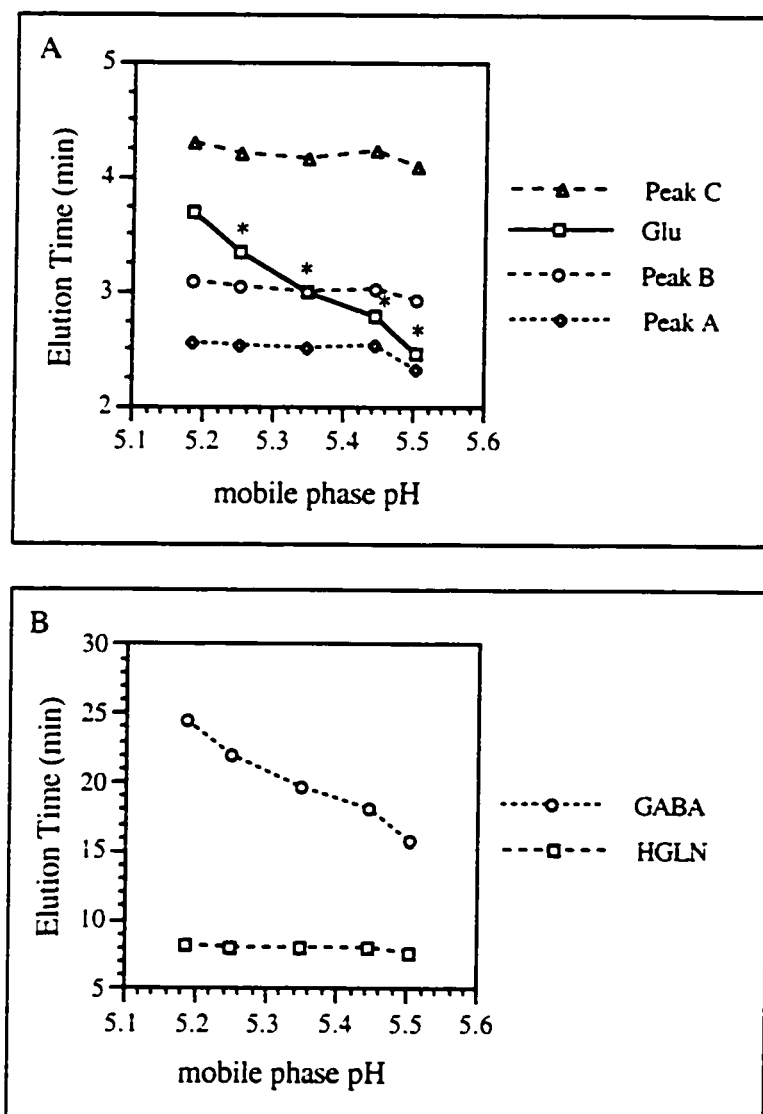 A
5
4
3
2
Elution Time (min)
*
*
*
*
5.1 5.2 5.3 5.4 5.5 5.6
mobile phase pH
Peak C
Glu
Peak B
Peak A
B
30
25
20
15
10
5
Elution Time (min)
5.1 5.2 5.3 5.4 5.5 5.6
mobile phase pH
GABA
HGLN